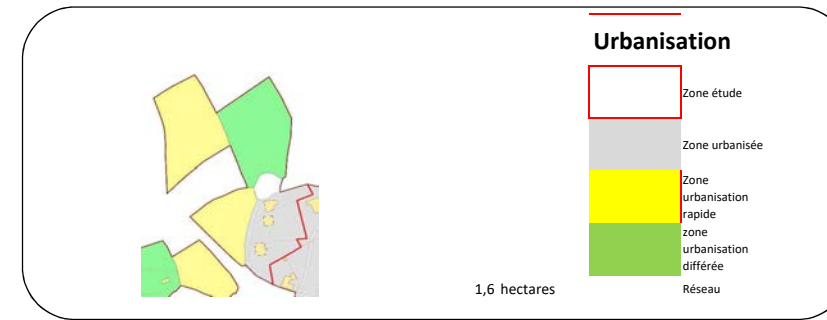 Urbanisation
Zone étude
Zone urbanisée
Zone
urbanisation
rapide
zone
urbanisation
différée
1,6 hectares
Réseau